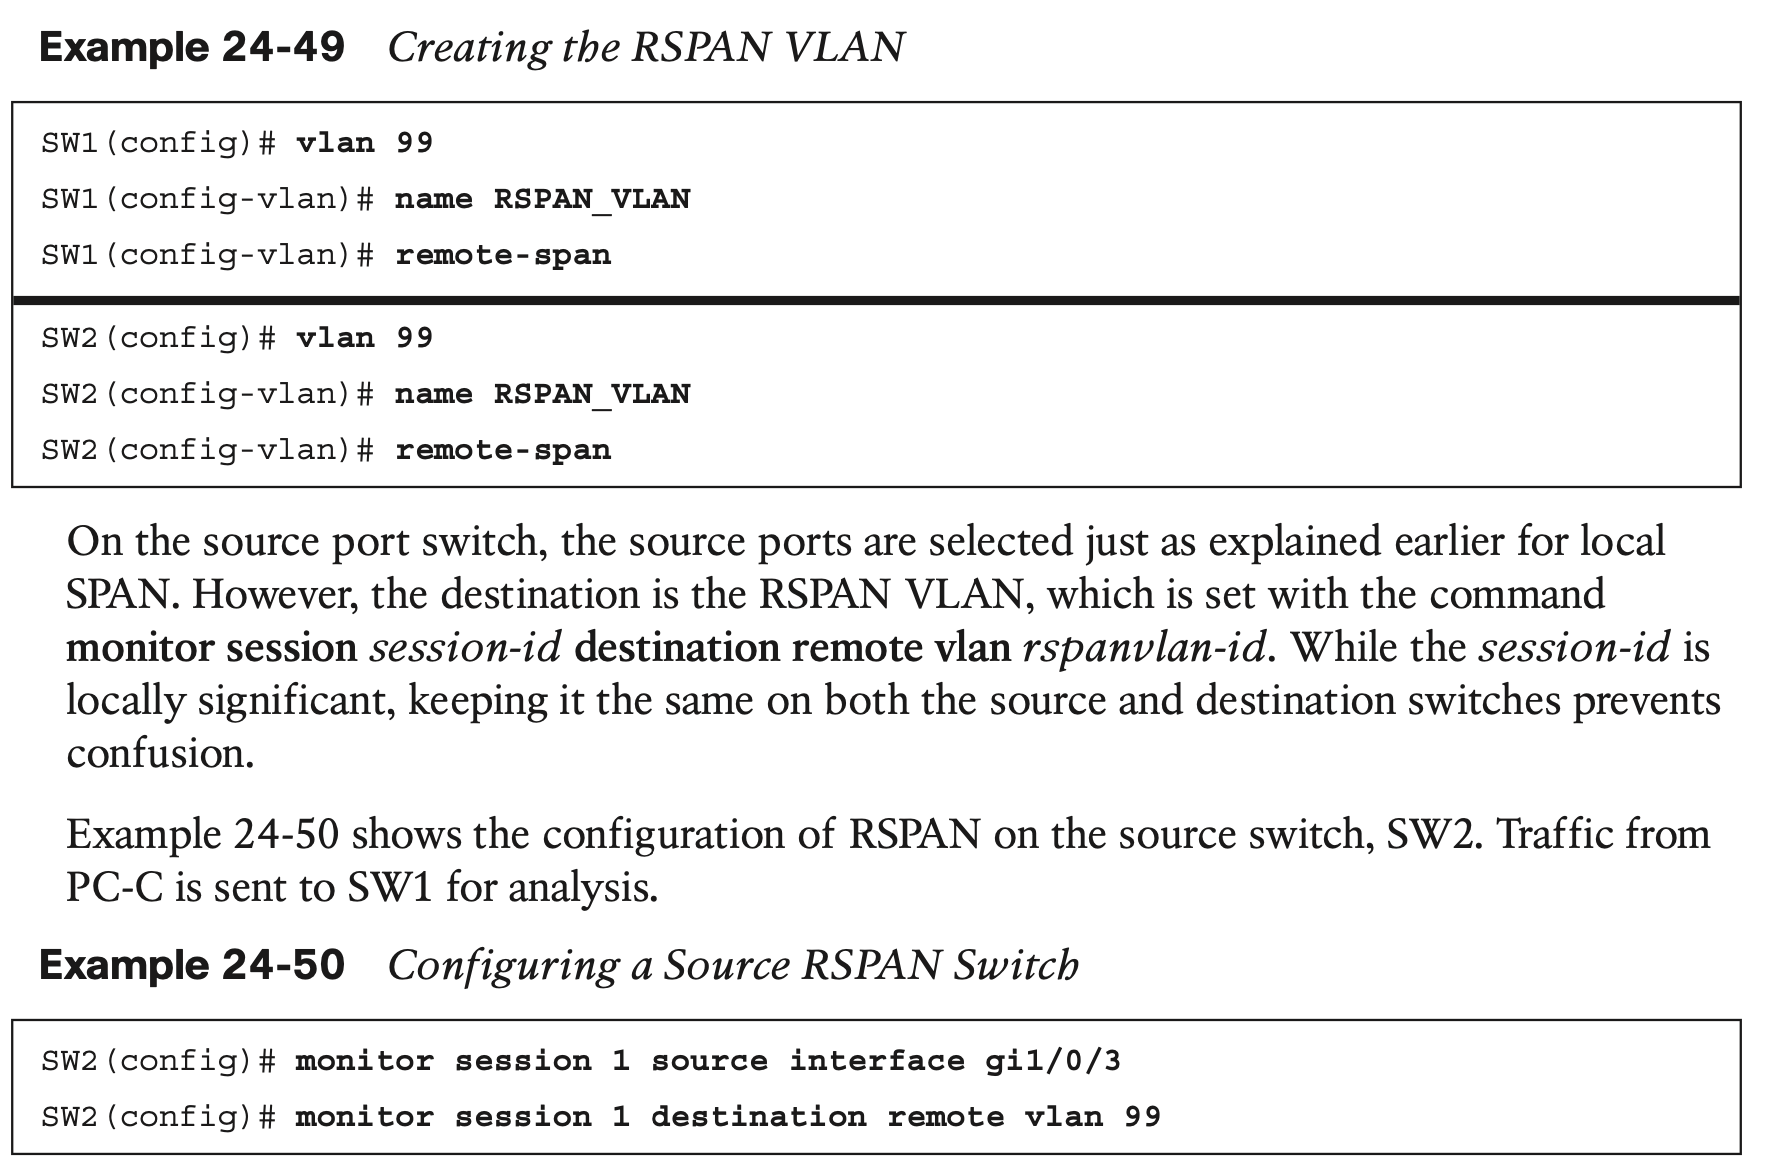 Example 24-49 Creating the RSPAN VLAN
SW1(config)# vlan 99
SW1(config-vlan)# name RSPAN_VLAN
SW1(config-vlan)# remote-span
SW2(config)# vlan 99
SW2(config-vlan)# name RSPAN_VLAN
SW2(config-vlan)# remote-span
On the source port switch, the source ports are selected just as explained earlier for local
SPAN. However, the destination is the RSPAN VLAN, which is set with the command
monitor session session-id destination remote vlan rspanvlan-id. While the session-id is
locally significant, keeping it the same on both the source and destination switches prevents
confusion.
Example 24-50 shows the configuration of RSPAN on the source switch, SW2. Traffic from
PC-C is sent to SW1 for analysis.
Example 24-50 Configuring a Source RSPAN Switch
SW2(config)# monitor session 1 source interface gi1/0/3
SW2(config)# monitor session 1 destination remote vlan 99